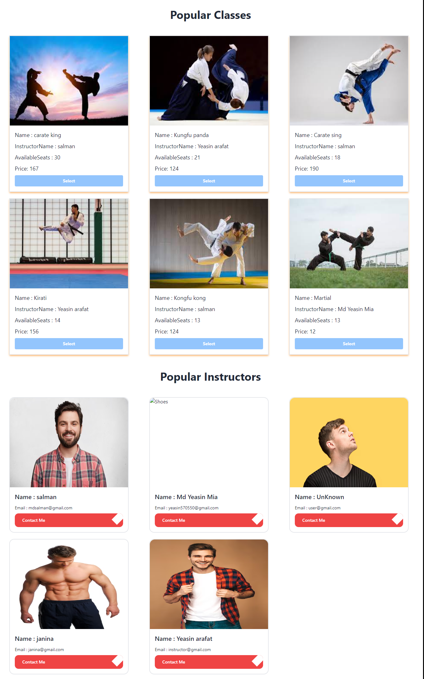 Popular Classes
Name : carate king
InstructorName : salman
AvailableSeats : 30
Price: 167
Select
Name : Kungfu panda
InstructorName : Yeasin arafat
AvailableSeats : 21
Price: 124
Select
Name : Carate sing
InstructorName : salman
AvailableSeats : 18
Price: 190
Select
Name : Kirati
InstructorName : Yeasin arafat
AvailableSeats : 14
Price: 156
Select
Name : Kongfu kong
InstructorName : salman
AvailableSeats : 13
Price: 124
Select
Name : Martial
InstructorName : Md Yeasin Mia
AvailableSeats : 13
Price: 12
Select
Popular Instructors
Name : salman
Email : mdsalman@gmail.com
Contact Me
Shoes
Name : Md Yeasin Mia
Email : yeasin570500@gmail.com
Contact Me
Name : UnKnown
Email : user@gmail.com
Contact Me
Name : janina
Email : janina@gmail.com
Contact Me
Name : Yeasin arafat
Email : instructor@gmail.com
Contact Me